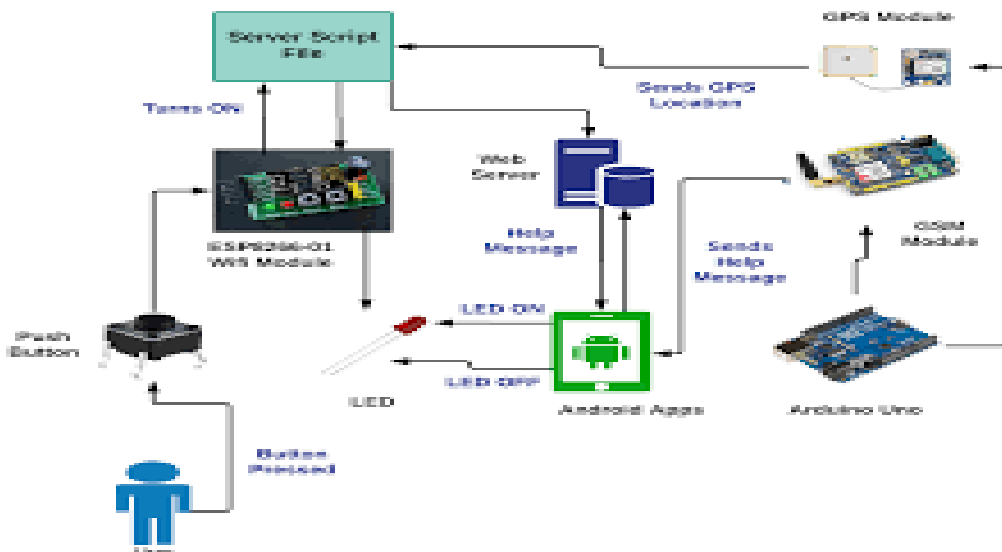 GPS Module
Server Script
File
Sends GPS
Location
Turns ON
Web
Server
ESP8266-01
Wifi Module
Help
Message
Sends
Help
Message
GSM
Module
LED ON
Push
Button
LED OFF
LED
Android Apps
Arduino Uno
Button
Pressed
User